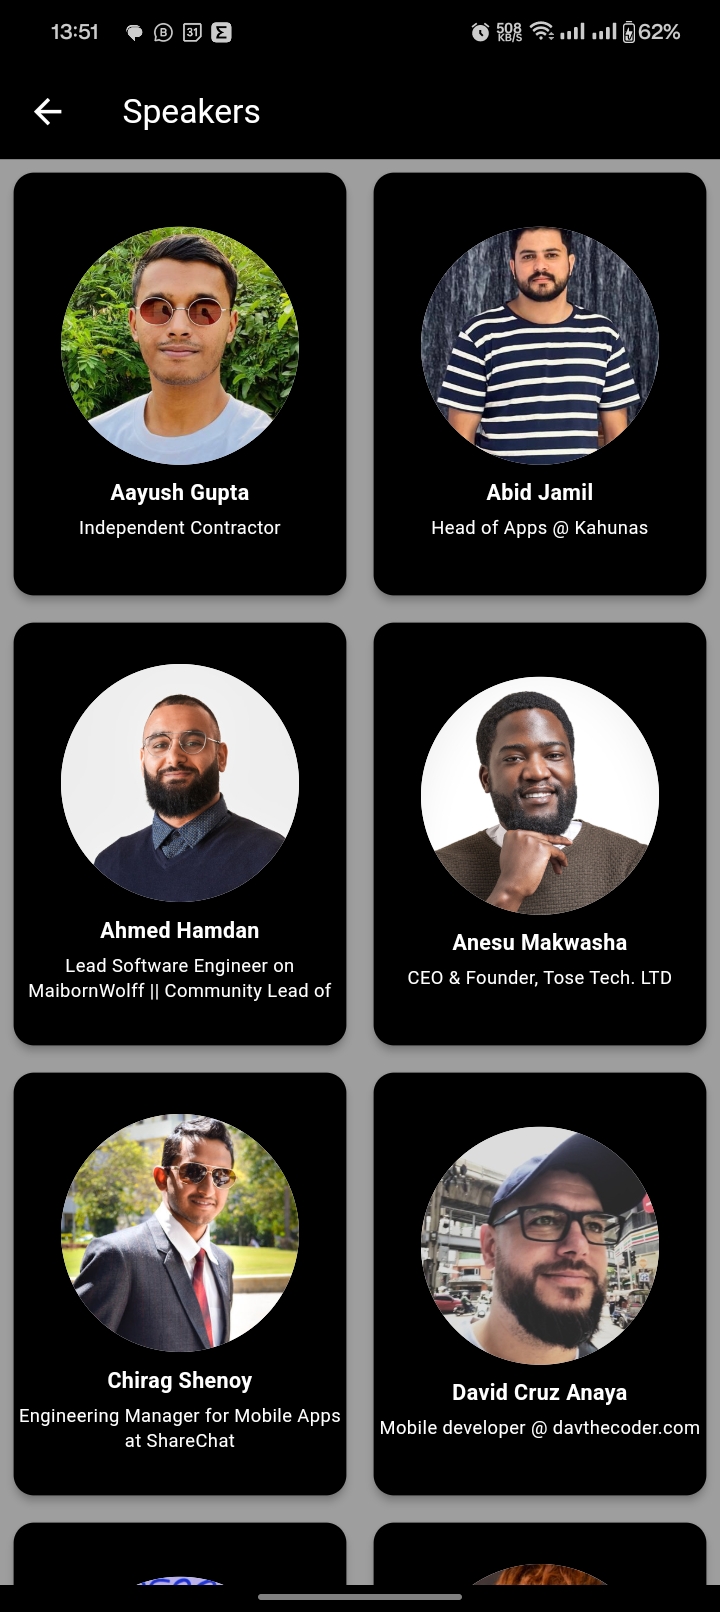 13:51
B
31
Σ
508
KB/S
62%
Speakers
Aayush Gupta
Independent Contractor
Abid Jamil
Head of Apps @ Kahunas
Ahmed Hamdan
Lead Software Engineer on
MaibornWolff || Community Lead of
Anesu Makwasha
CEO & Founder, Tose Tech. LTD
Chirag Shenoy
Engineering Manager for Mobile Apps
at ShareChat
David Cruz Anaya
Mobile developer @ davthecoder.com